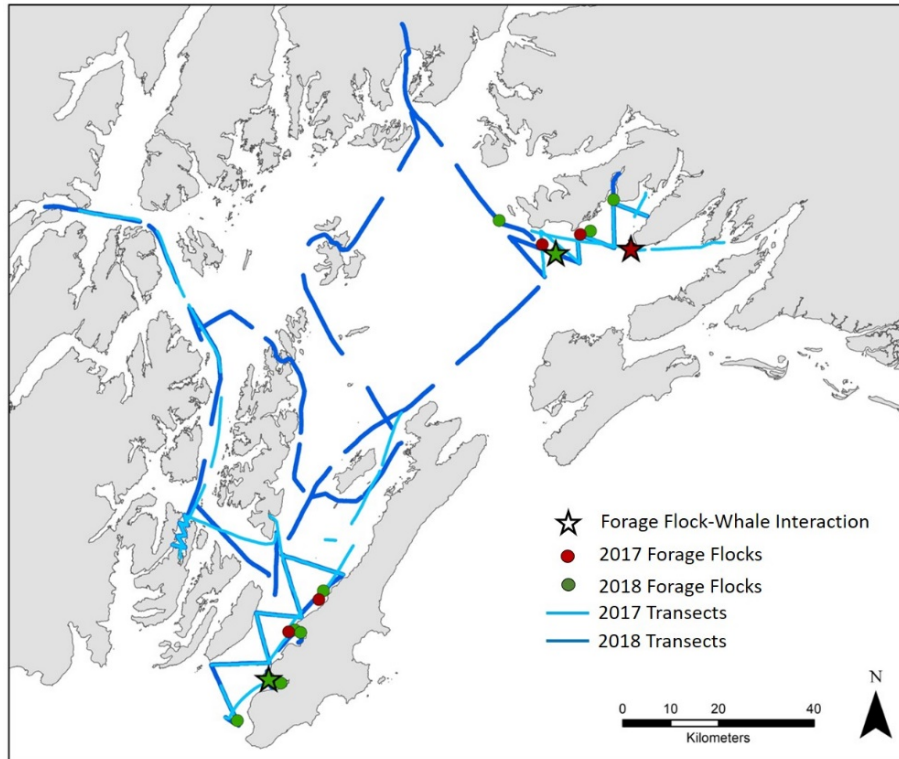 Forage Flock-Whale Interaction
2017 Forage Flocks
2018 Forage Flocks
2017 Transects
2018 Transects
N
0 10 20 40
Kilometers